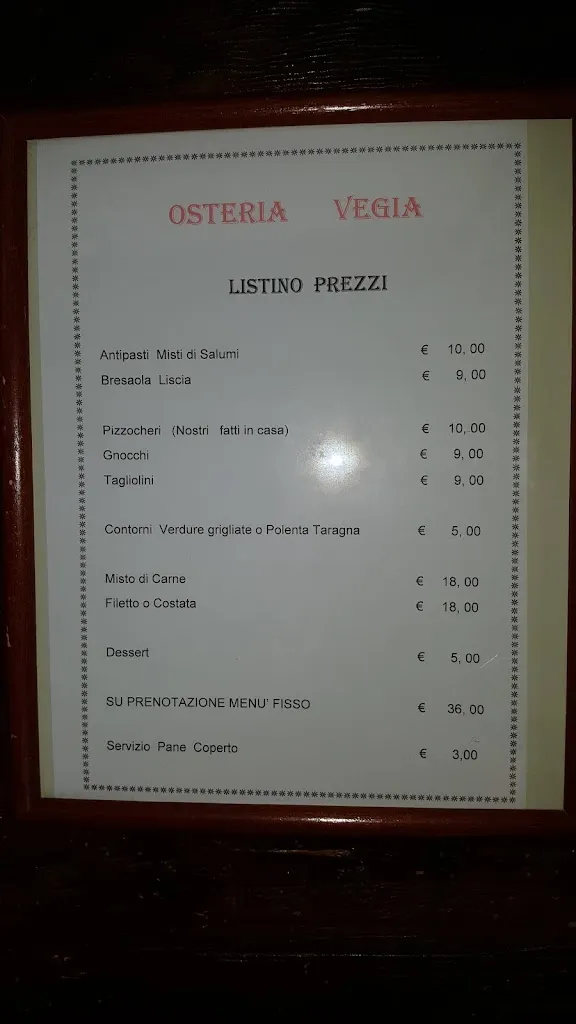 OSTERIA VEGIA
LISTINO PREZZI
Antipasti Misti di Salumi € 10, 00
Bresaola Liscia € 9, 00
Pizzocheri (Nostri fatti in casa) € 10, 00
Gnocchi € 9, 00
Tagliolini € 9, 00
Contorni Verdure grigliate o Polenta Taragna € 5, 00
Misto di Carne € 18, 00
Filetto o Costata € 18, 00
Dessert € 5, 00
SU PRENOTAZIONE MENU' FISSO € 36, 00
Servizio Pane Coperto € 3,00